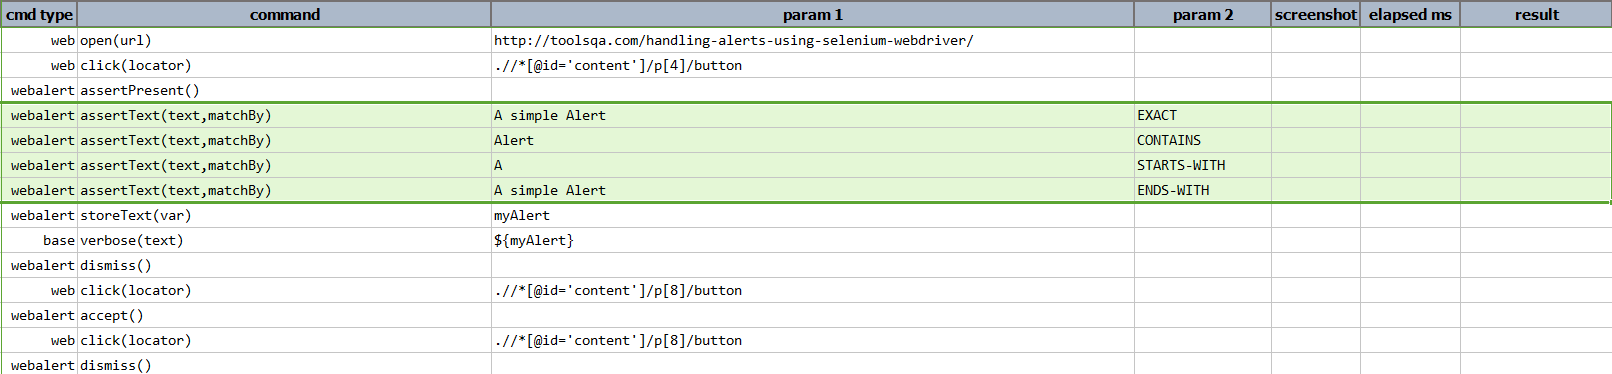 cmd type command param 1 param 2 screenshot elapsed ms result
web open(url) http://toolsqa.com/handling-alerts-using-selenium-webdriver/
web click(locator) .//*[@id='content']/p[4]/button
webalert assertPresent()
webalert assertText(text,matchBy) A simple Alert EXACT
webalert assertText(text,matchBy) Alert CONTAINS
webalert assertText(text,matchBy) A STARTS-WITH
webalert assertText(text,matchBy) A simple Alert ENDS-WITH
webalert storeText(var) myAlert
base verbose(text) ${myAlert}
webalert dismiss()
web click(locator) .//*[@id='content']/p[8]/button
webalert accept()
web click(locator) .//*[@id='content']/p[8]/button
webalert dismiss()